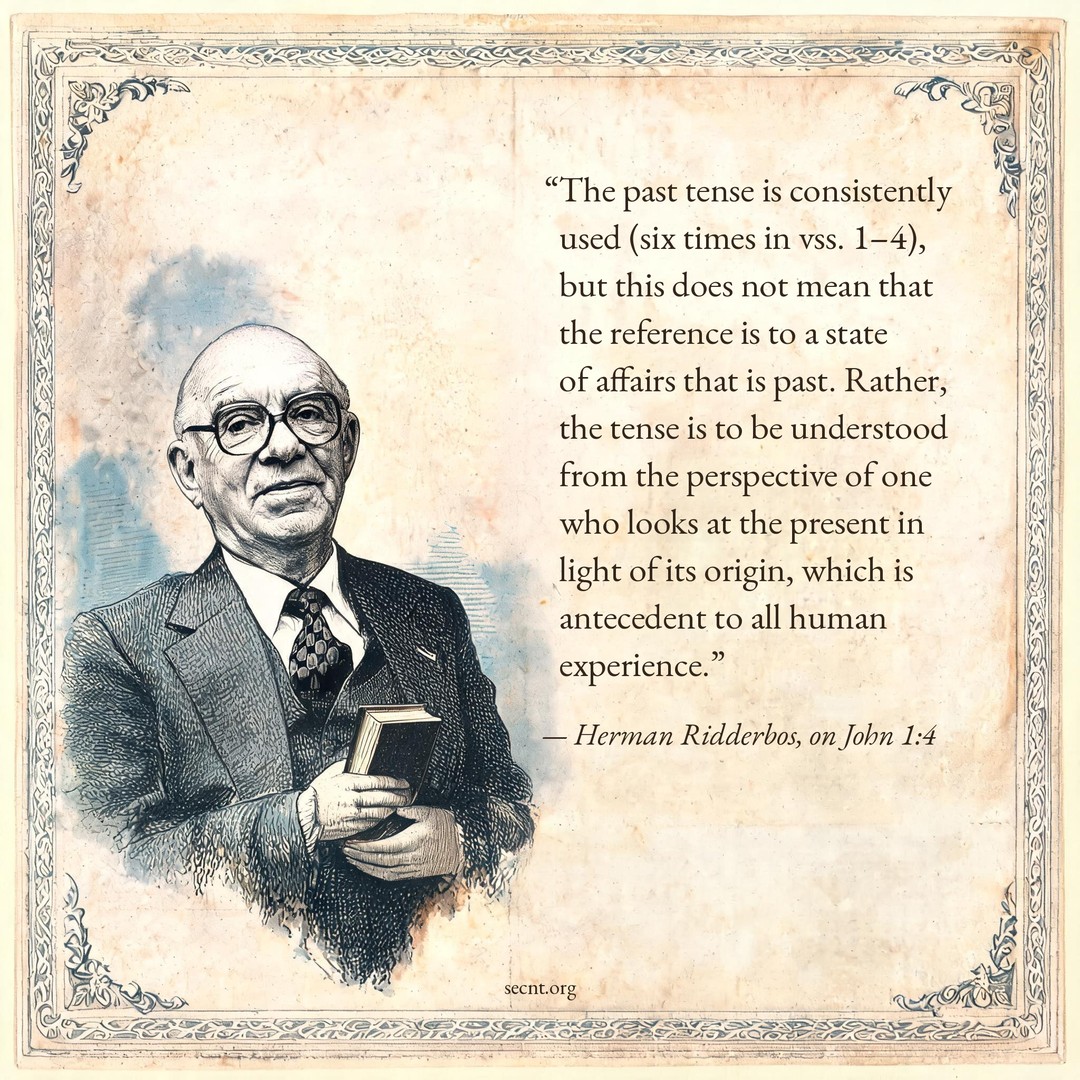 “The past tense is consistently
used (six times in vss. 1–4),
but this does not mean that
the reference is to a state
of affairs that is past. Rather,
the tense is to be understood
from the perspective of one
who looks at the present in
light of its origin, which is
antecedent to all human
experience.”
— Herman Ridderbos, on John 1:4
secnt.org